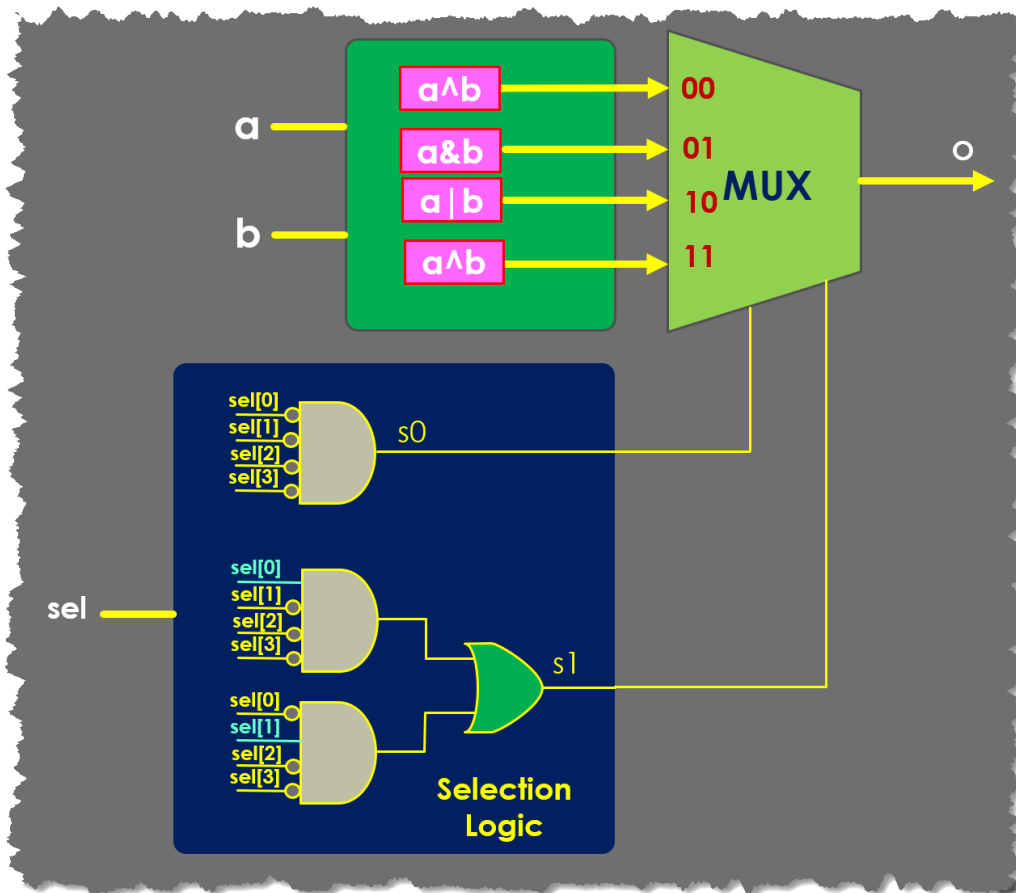 a
b
a^b
a&b
a|b
a^b
00
01
10
11
MUX
o
sel
sel[0]
sel[1]
sel[2]
sel[3]
s0
sel[0]
sel[1]
sel[2]
sel[3]
sel[0]
sel[1]
sel[2]
sel[3]
s1
Selection
Logic